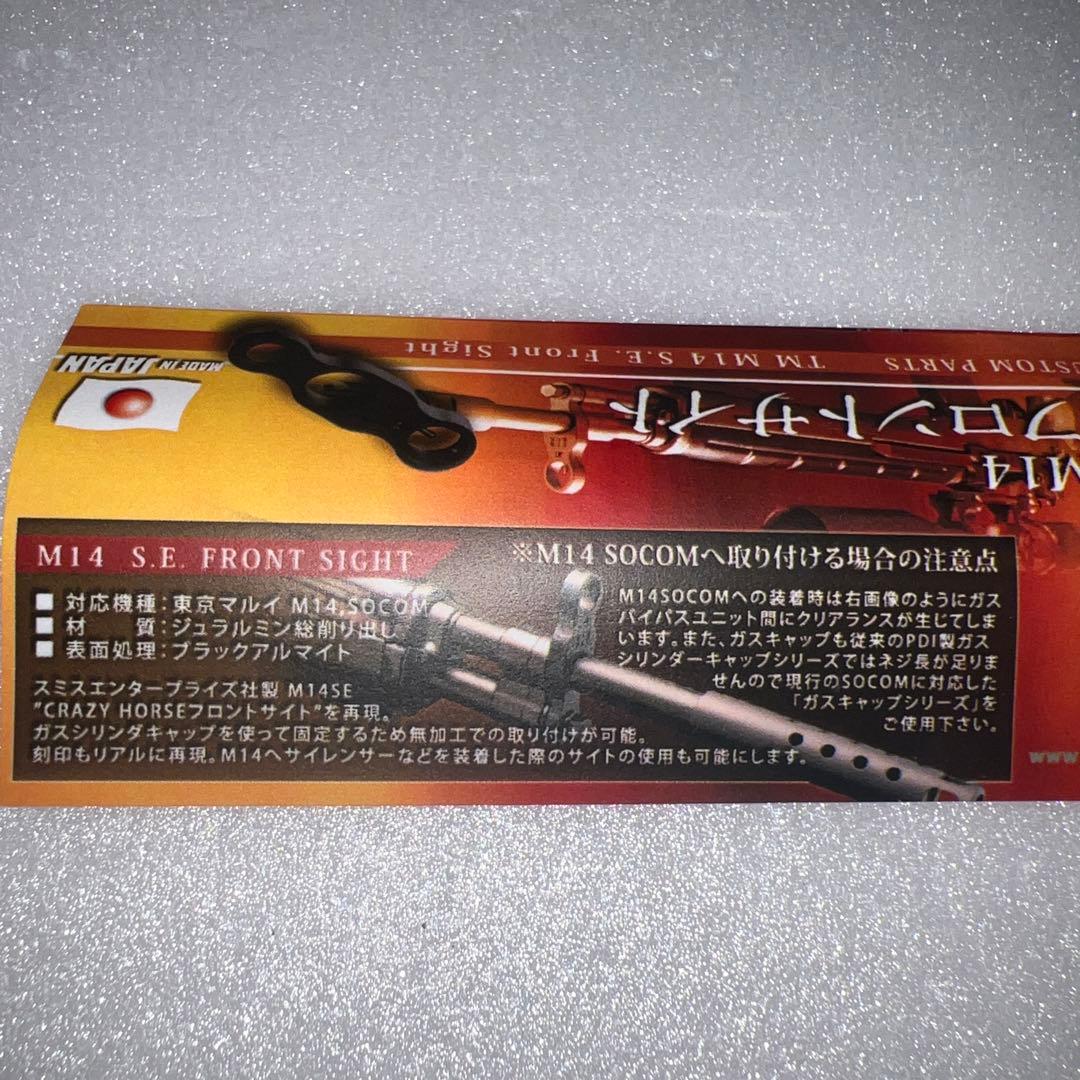 USTOM PARTS
TM M14 S.E. Front Sight
MADE IN JAPAN
M14
フロントサイト
M14 S.E. FRONT SIGHT
■ 対応機種：東京マルイ M14,SOCOM
■ 材　　質：ジュラルミン総削り出し
■ 表面処理：ブラックアルマイト
スミスエンタープライズ社製 M14SE
"CRAZY HORSEフロントサイト"を再現。
ガスシリンダキャップを使って固定するため無加工での取り付けが可能。
刻印もリアルに再現。M14へサイレンサーなどを装着した際のサイトの使用も可能にします。
※M14 SOCOMへ取り付ける場合の注意点
M14SOCOMへの装着時は右画像のようにガス
バイパスユニット間にクリアランスが生じてしま
います。また、ガスキャップも従来のPDI製ガス
シリンダーキャップシリーズではネジ長が足りま
せんので現行のSOCOMに対応した
「ガスキャップシリーズ」を
ご使用下さい。
www.